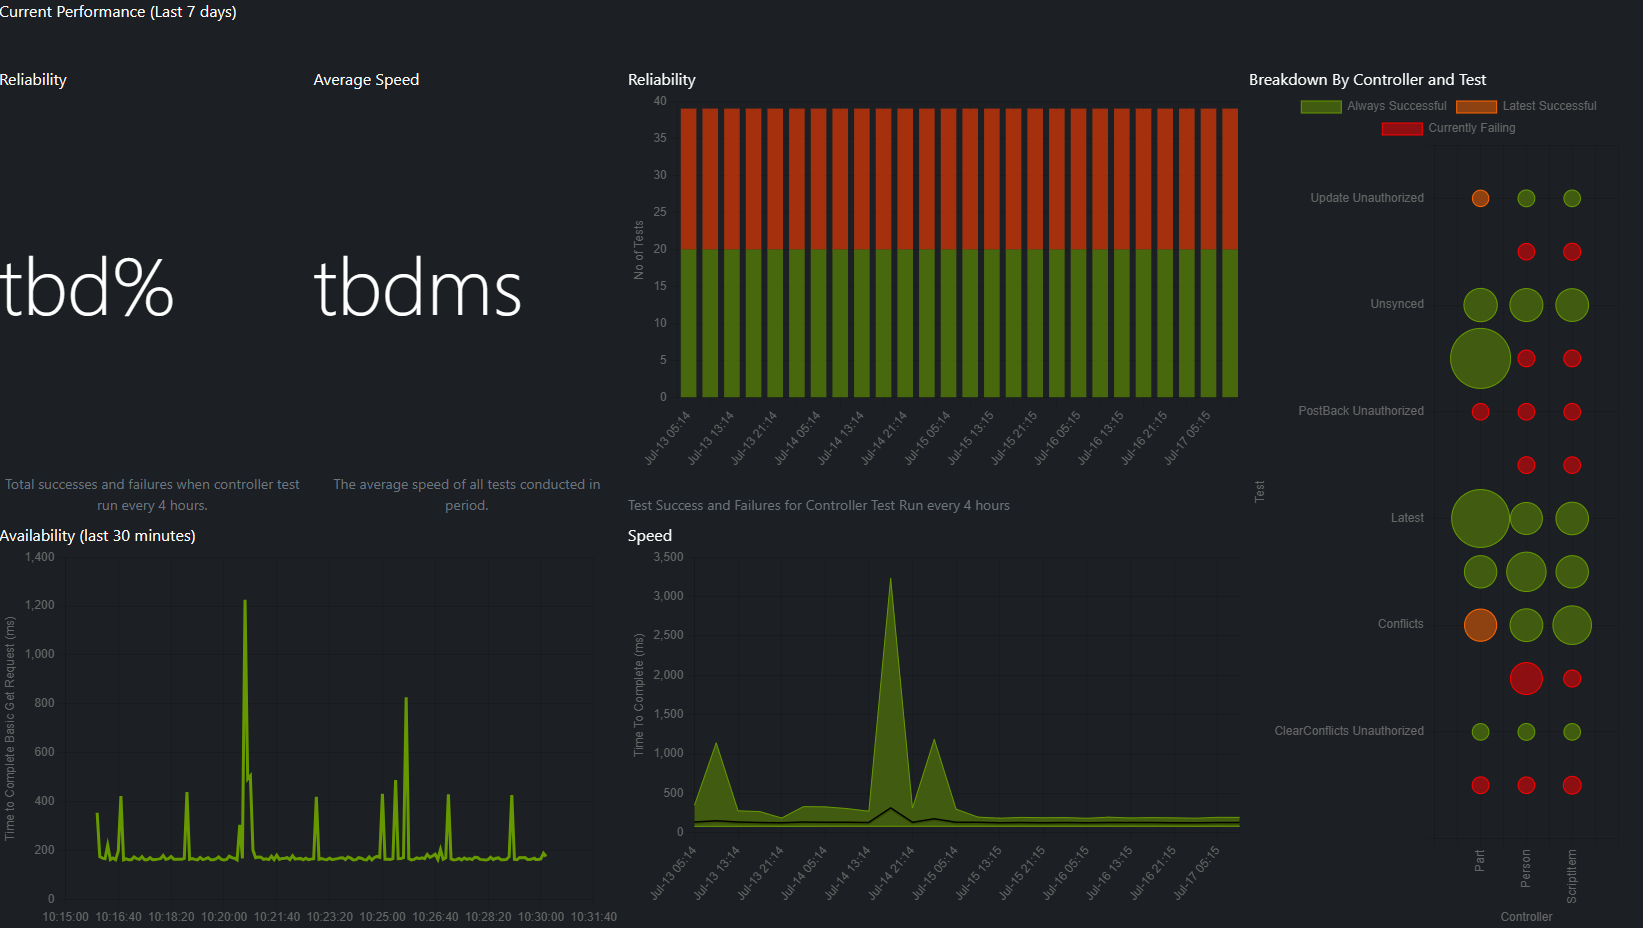 Current Performance (Last 7 days)
Reliability
tbd%
Total successes and failures when controller test
run every 4 hours.
Average Speed
tbdms
The average speed of all tests conducted in
period.
Reliability
40
35
30
25
20
15
10
5
0
No of Tests
Jul-13 05:14
Jul-13 13:14
Jul-13 21:14
Jul-14 05:14
Jul-14 13:14
Jul-14 21:14
Jul-15 05:14
Jul-15 13:15
Jul-15 21:15
Jul-16 05:15
Jul-16 13:15
Jul-16 21:15
Jul-17 05:15
Test Success and Failures for Controller Test Run every 4 hours
Breakdown By Controller and Test
Always Successful
Latest Successful
Currently Failing
Update Unauthorized
Unsynced
PostBack Unauthorized
Latest
Conflicts
ClearConflicts Unauthorized
Test
Part
Person
ScriptItem
Controller
Availability (last 30 minutes)
1,400
1,200
1,000
800
600
400
200
0
Time to Complete Basic Get Request (ms)
10:15:00
10:16:40
10:18:20
10:20:00
10:21:40
10:23:20
10:25:00
10:26:40
10:28:20
10:30:00
10:31:40
Speed
3,500
3,000
2,500
2,000
1,500
1,000
500
0
Time To Complete (ms)
Jul-13 05:14
Jul-13 13:14
Jul-13 21:14
Jul-14 05:14
Jul-14 13:14
Jul-14 21:14
Jul-15 05:14
Jul-15 13:15
Jul-15 21:15
Jul-16 05:15
Jul-16 13:15
Jul-16 21:15
Jul-17 05:15